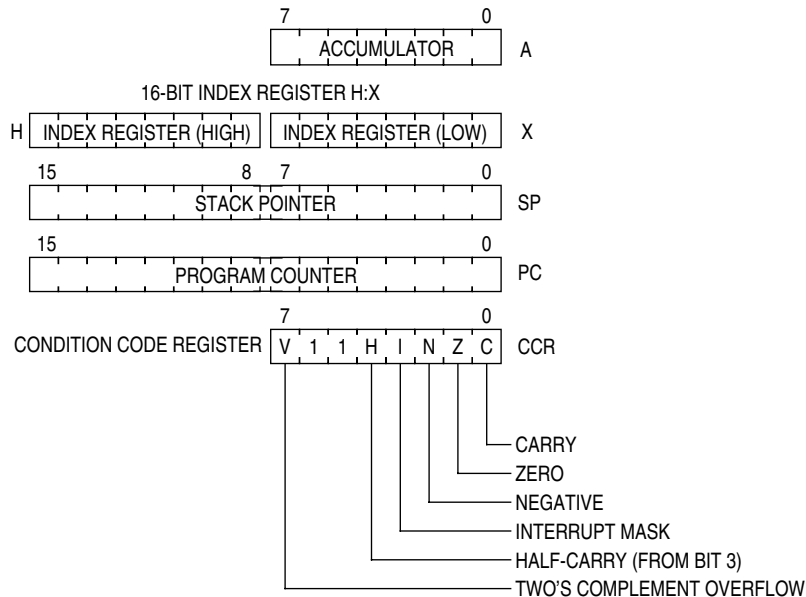 7 0
ACCUMULATOR A
16-BIT INDEX REGISTER H:X
H INDEX REGISTER (HIGH) INDEX REGISTER (LOW) X
15 8 7 0
STACK POINTER SP
15 0
PROGRAM COUNTER PC
7 0
CONDITION CODE REGISTER V 1 1 H I N Z C CCR
CARRY
ZERO
NEGATIVE
INTERRUPT MASK
HALF-CARRY (FROM BIT 3)
TWO'S COMPLEMENT OVERFLOW